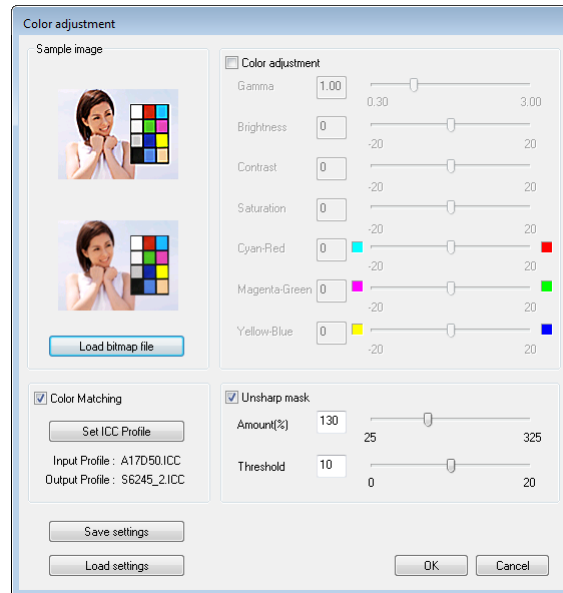 Color adjustment
Sample image
Load bitmap file
Color adjustment
Gamma 1.00
0.30 3.00
Brightness 0
-20 20
Contrast 0
-20 20
Saturation 0
-20 20
Cyan-Red 0
-20 20
Magenta-Green 0
-20 20
Yellow-Blue 0
-20 20
Color Matching
Set ICC Profile
Input Profile : A17D50.ICC
Output Profile : S6245_2.ICC
Unsharp mask
Amount(%) 130
25 325
Threshold 10
0 20
Save settings
Load settings
OK Cancel